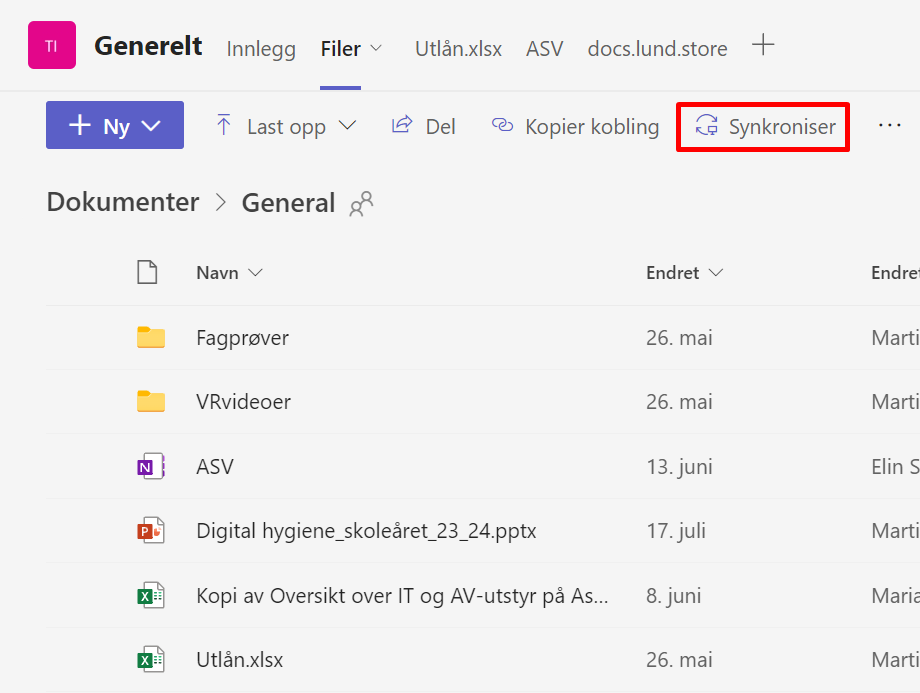 TI Generelt Innlegg Filer Utlån.xlsx ASV docs.lund.store
Ny Last opp Del Kopier kobling Synkroniser ...
Dokumenter > General
Navn Endret Endret
Fagprøver 26. mai Marti
VRvideoer 26. mai Marti
ASV 13. juni Elin S
Digital hygiene_skoleåret_23_24.pptx 17. juli Marti
Kopi av Oversikt over IT og AV-utstyr på As... 8. juni Maria
Utlån.xlsx 26. mai Marti